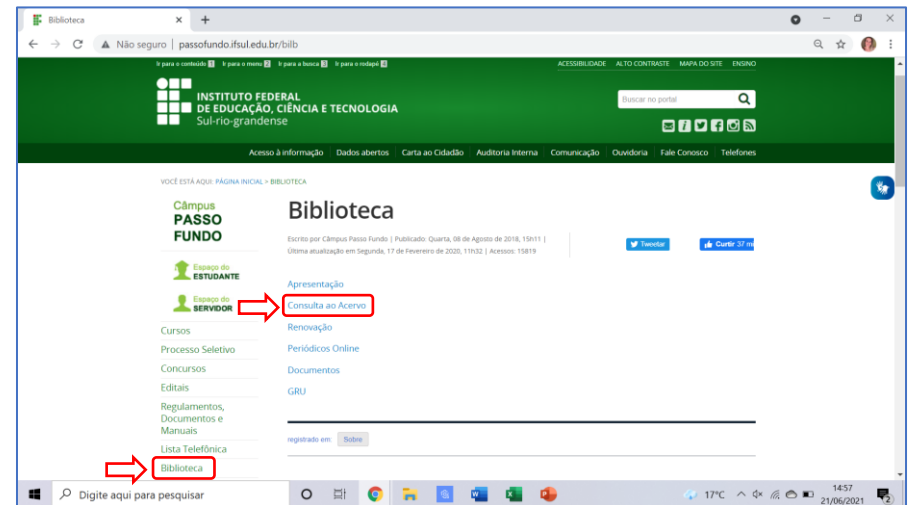 Biblioteca
Não seguro | passofundo.ifsul.edu.br/bilb
Ir para o conteúdo 1 Ir para o menu 2 Ir para a busca 3 Ir para o rodapé 4
ACESSIBILIDADE ALTO CONTRASTE MAPA DO SITE ENSINO
INSTITUTO FEDERAL
DE EDUCAÇÃO, CIÊNCIA E TECNOLOGIA
Sul-rio-grandense
Buscar no portal
Acesso à informação Dados abertos Carta ao Cidadão Auditoria Interna Comunicação Ouvidoria Fale Conosco Telefones
VOCÊ ESTÁ AQUI: PÁGINA INICIAL > BIBLIOTECA
Câmpus
PASSO
FUNDO
Espaço do
ESTUDANTE
Espaço do
SERVIDOR
Cursos
Processo Seletivo
Concursos
Editais
Regulamentos,
Documentos e
Manuais
Lista Telefônica
Biblioteca
Biblioteca
Escrito por Câmpus Passo Fundo | Publicado: Quarta, 08 de Agosto de 2018, 15h11 |
Última atualização em Segunda, 17 de Fevereiro de 2020, 11h32 | Acessos: 15819
Tweetar
Curtir 37 mi
Apresentação
Consulta ao Acervo
Renovação
Periódicos Online
Documentos
GRU
registrado em: Sobre
Digite aqui para pesquisar
17°C
14:57
21/06/2021
2